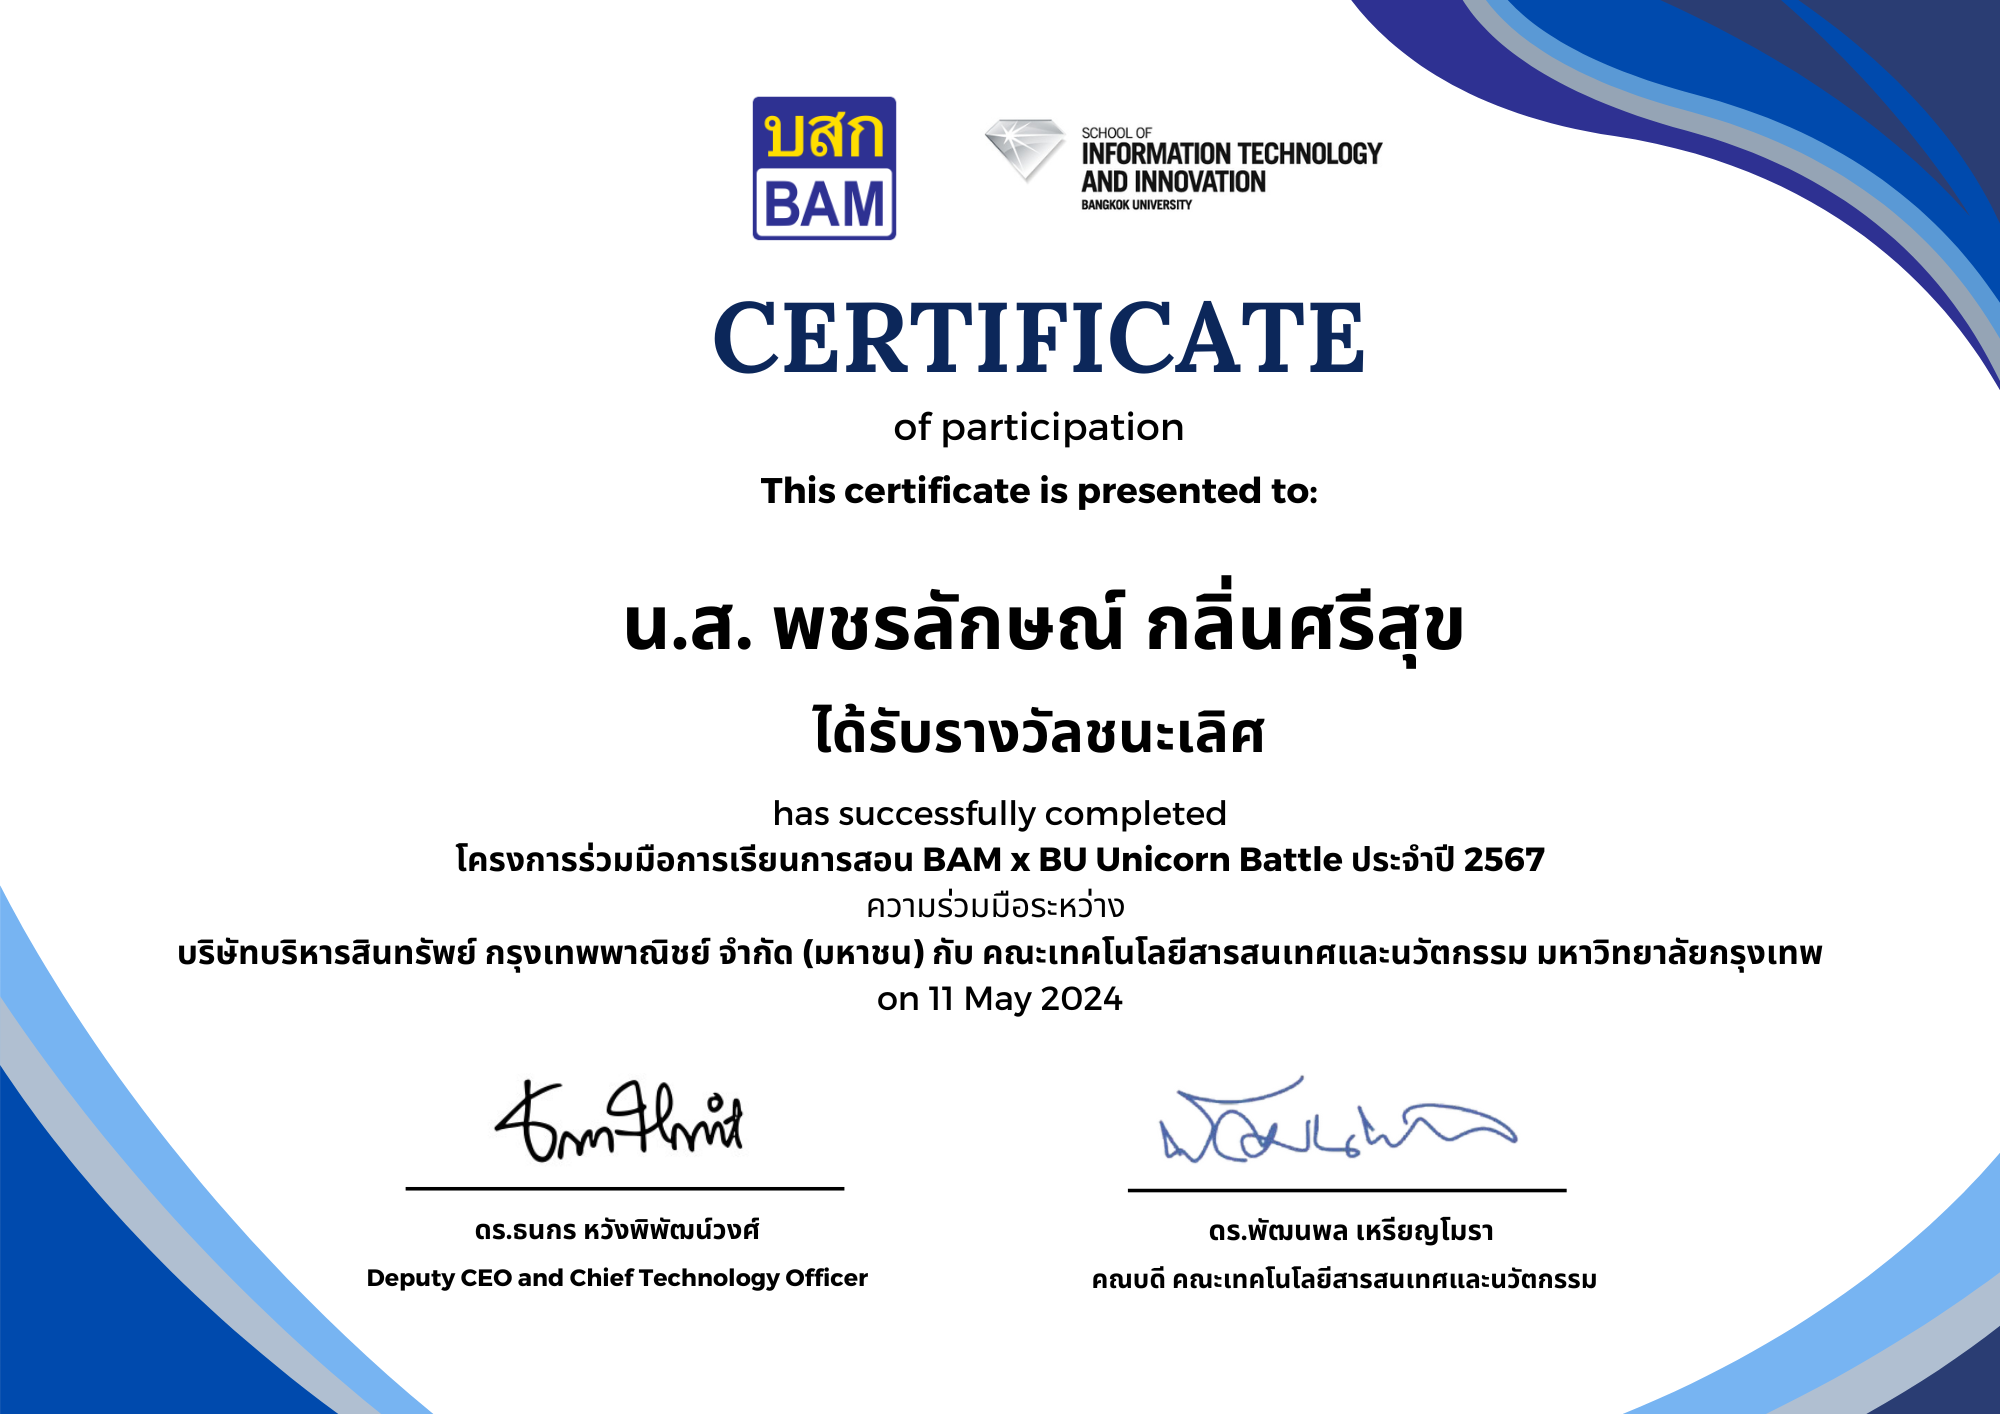 บสก
BAM
SCHOOL OF
INFORMATION TECHNOLOGY
AND INNOVATION
BANGKOK UNIVERSITY
CERTIFICATE
of participation
This certificate is presented to:
น.ส. พชรลักษณ์ กลิ่นศรีสุข
ได้รับรางวัลชนะเลิศ
has successfully completed
โครงการร่วมมือการเรียนการสอน BAM x BU Unicorn Battle ประจำปี 2567
ความร่วมมือระหว่าง
บริษัทบริหารสินทรัพย์ กรุงเทพพาณิชย์ จำกัด (มหาชน) กับ คณะเทคโนโลยีสารสนเทศและนวัตกรรม มหาวิทยาลัยกรุงเทพ
on 11 May 2024
ดร.ธนกร หวังพิพัฒน์วงศ์
Deputy CEO and Chief Technology Officer
ดร.พัฒนพล เหรียญโมรา
คณบดี คณะเทคโนโลยีสารสนเทศและนวัตกรรม